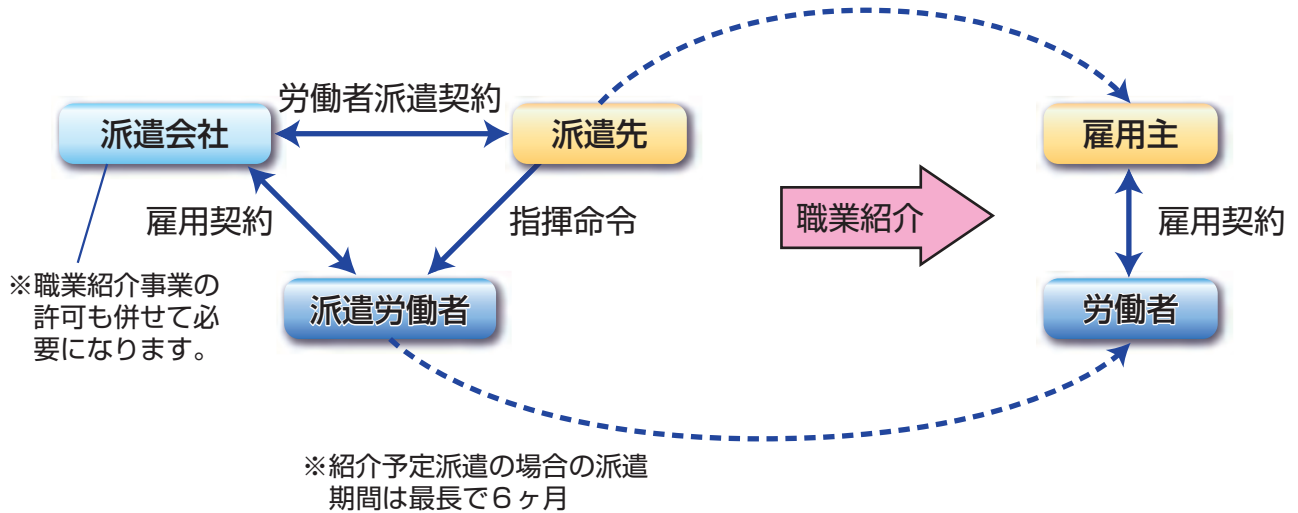 労働者派遣契約
派遣会社
派遣先
雇用主
雇用契約
指揮命令
職業紹介
雇用契約
※職業紹介事業の
許可も併せて必
要になります。
派遣労働者
労働者
※紹介予定派遣の場合の派遣
期間は最長で６ヶ月